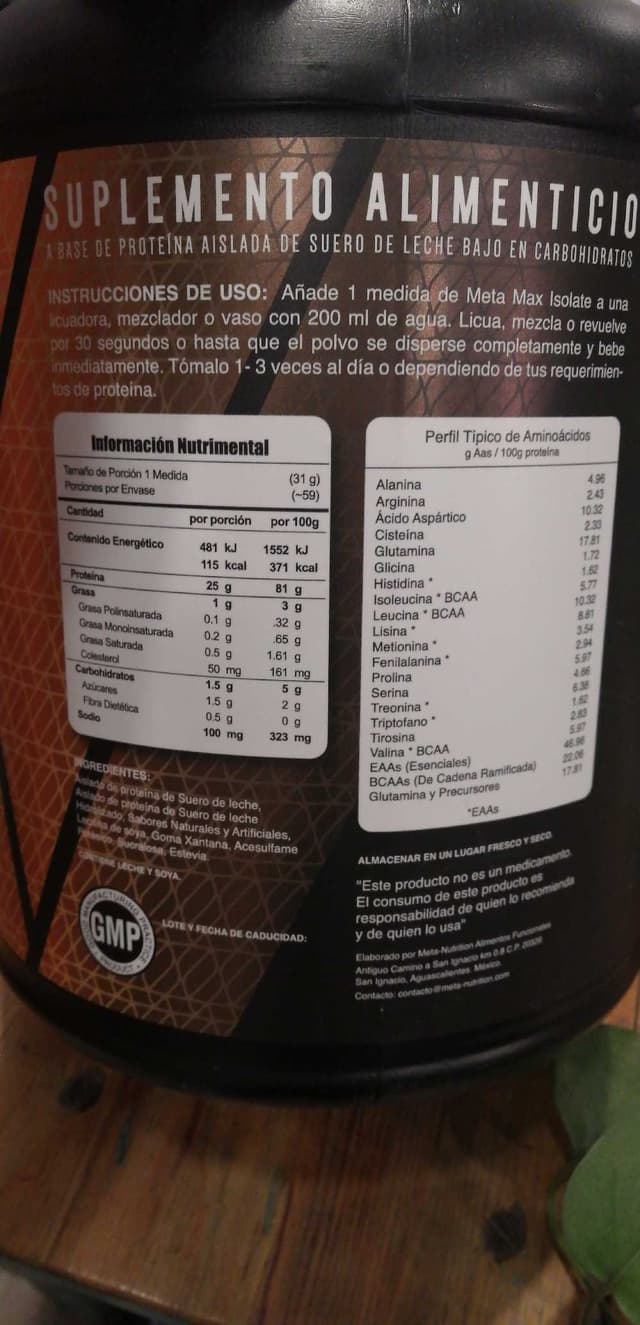 SUPLEMENTO ALIMENTICIO
A BASE DE PROTEÍNA AISLADA DE SUERO DE LECHE BAJO EN CARBOHIDRATOS
INSTRUCCIONES DE USO: Añade 1 medida de Meta Max Isolate a una
licuadora, mezclador o vaso con 200 ml de agua. Licua, mezcla o revuelve
por 30 segundos o hasta que el polvo se disperse completamente y bebe
inmediatamente. Tómalo 1- 3 veces al día o dependiendo de tus requerimien-
tos de proteína.
Información Nutrimental
Tamaño de Porción 1 Medida (31 g)
Porciones por Envase (~59)
Cantidad por porción por 100g
Contenido Energético 481 kJ 1552 kJ
115 kcal 371 kcal
Proteína 25 g 81 g
Grasa 1 g 3 g
Grasa Polinsaturada 0.1 g .32 g
Grasa Monoinsaturada 0.2 g .65 g
Grasa Saturada 0.5 g 1.61 g
Colesterol 50 mg 161 mg
Carbohidratos 1.5 g 5 g
Azúcares 1.5 g 2 g
Fibra Dietética 0.5 g 0 g
Sodio 100 mg 323 mg
INGREDIENTES:
Aislado de proteína de Suero de leche,
Aislado de proteína de Suero de leche
Hidrolizado, Sabores Naturales y Artificiales,
Lecitina de soya, Goma Xantana, Acesulfame
Sucralosa, Estevia.
CONTIENE LECHE Y SOYA.
MANUFACTURING PRACTICE
GMP
LOTE Y FECHA DE CADUCIDAD:
Perfil Tipico de Aminoácidos
g Aas / 100g proteína
Alanina 4.96
Arginina 2.43
Ácido Aspártico 10.32
Cisteína 2.33
Glutamina 17.81
Glicina 1.72
Histidina * 1.62
Isoleucina * BCAA 5.77
Leucina * BCAA 10.32
Lisina * 8.81
Metionina * 3.54
Fenilalanina * 2.94
Prolina 5.97
Serina 4.86
Treonina * 6.38
Triptofano * 1.62
Tirosina 2.83
Valina * BCAA 5.97
EAAs (Esenciales) 46.96
BCAAs (De Cadena Ramificada) 22.06
Glutamina y Precursores 17.81
*EAAs
ALMACENAR EN UN LUGAR FRESCO Y SECO.
"Este producto no es un medicamento.
El consumo de este producto es
responsabilidad de quien lo recomienda
y de quien lo usa"
Elaborado por Meta-Nutrition Alimentos Funcionales
Antiguo Camino a San Ignacio km 0.8 C.P. 20326
San Ignacio, Aguascalientes. México.
Contacto: contacto@meta-nutrition.com